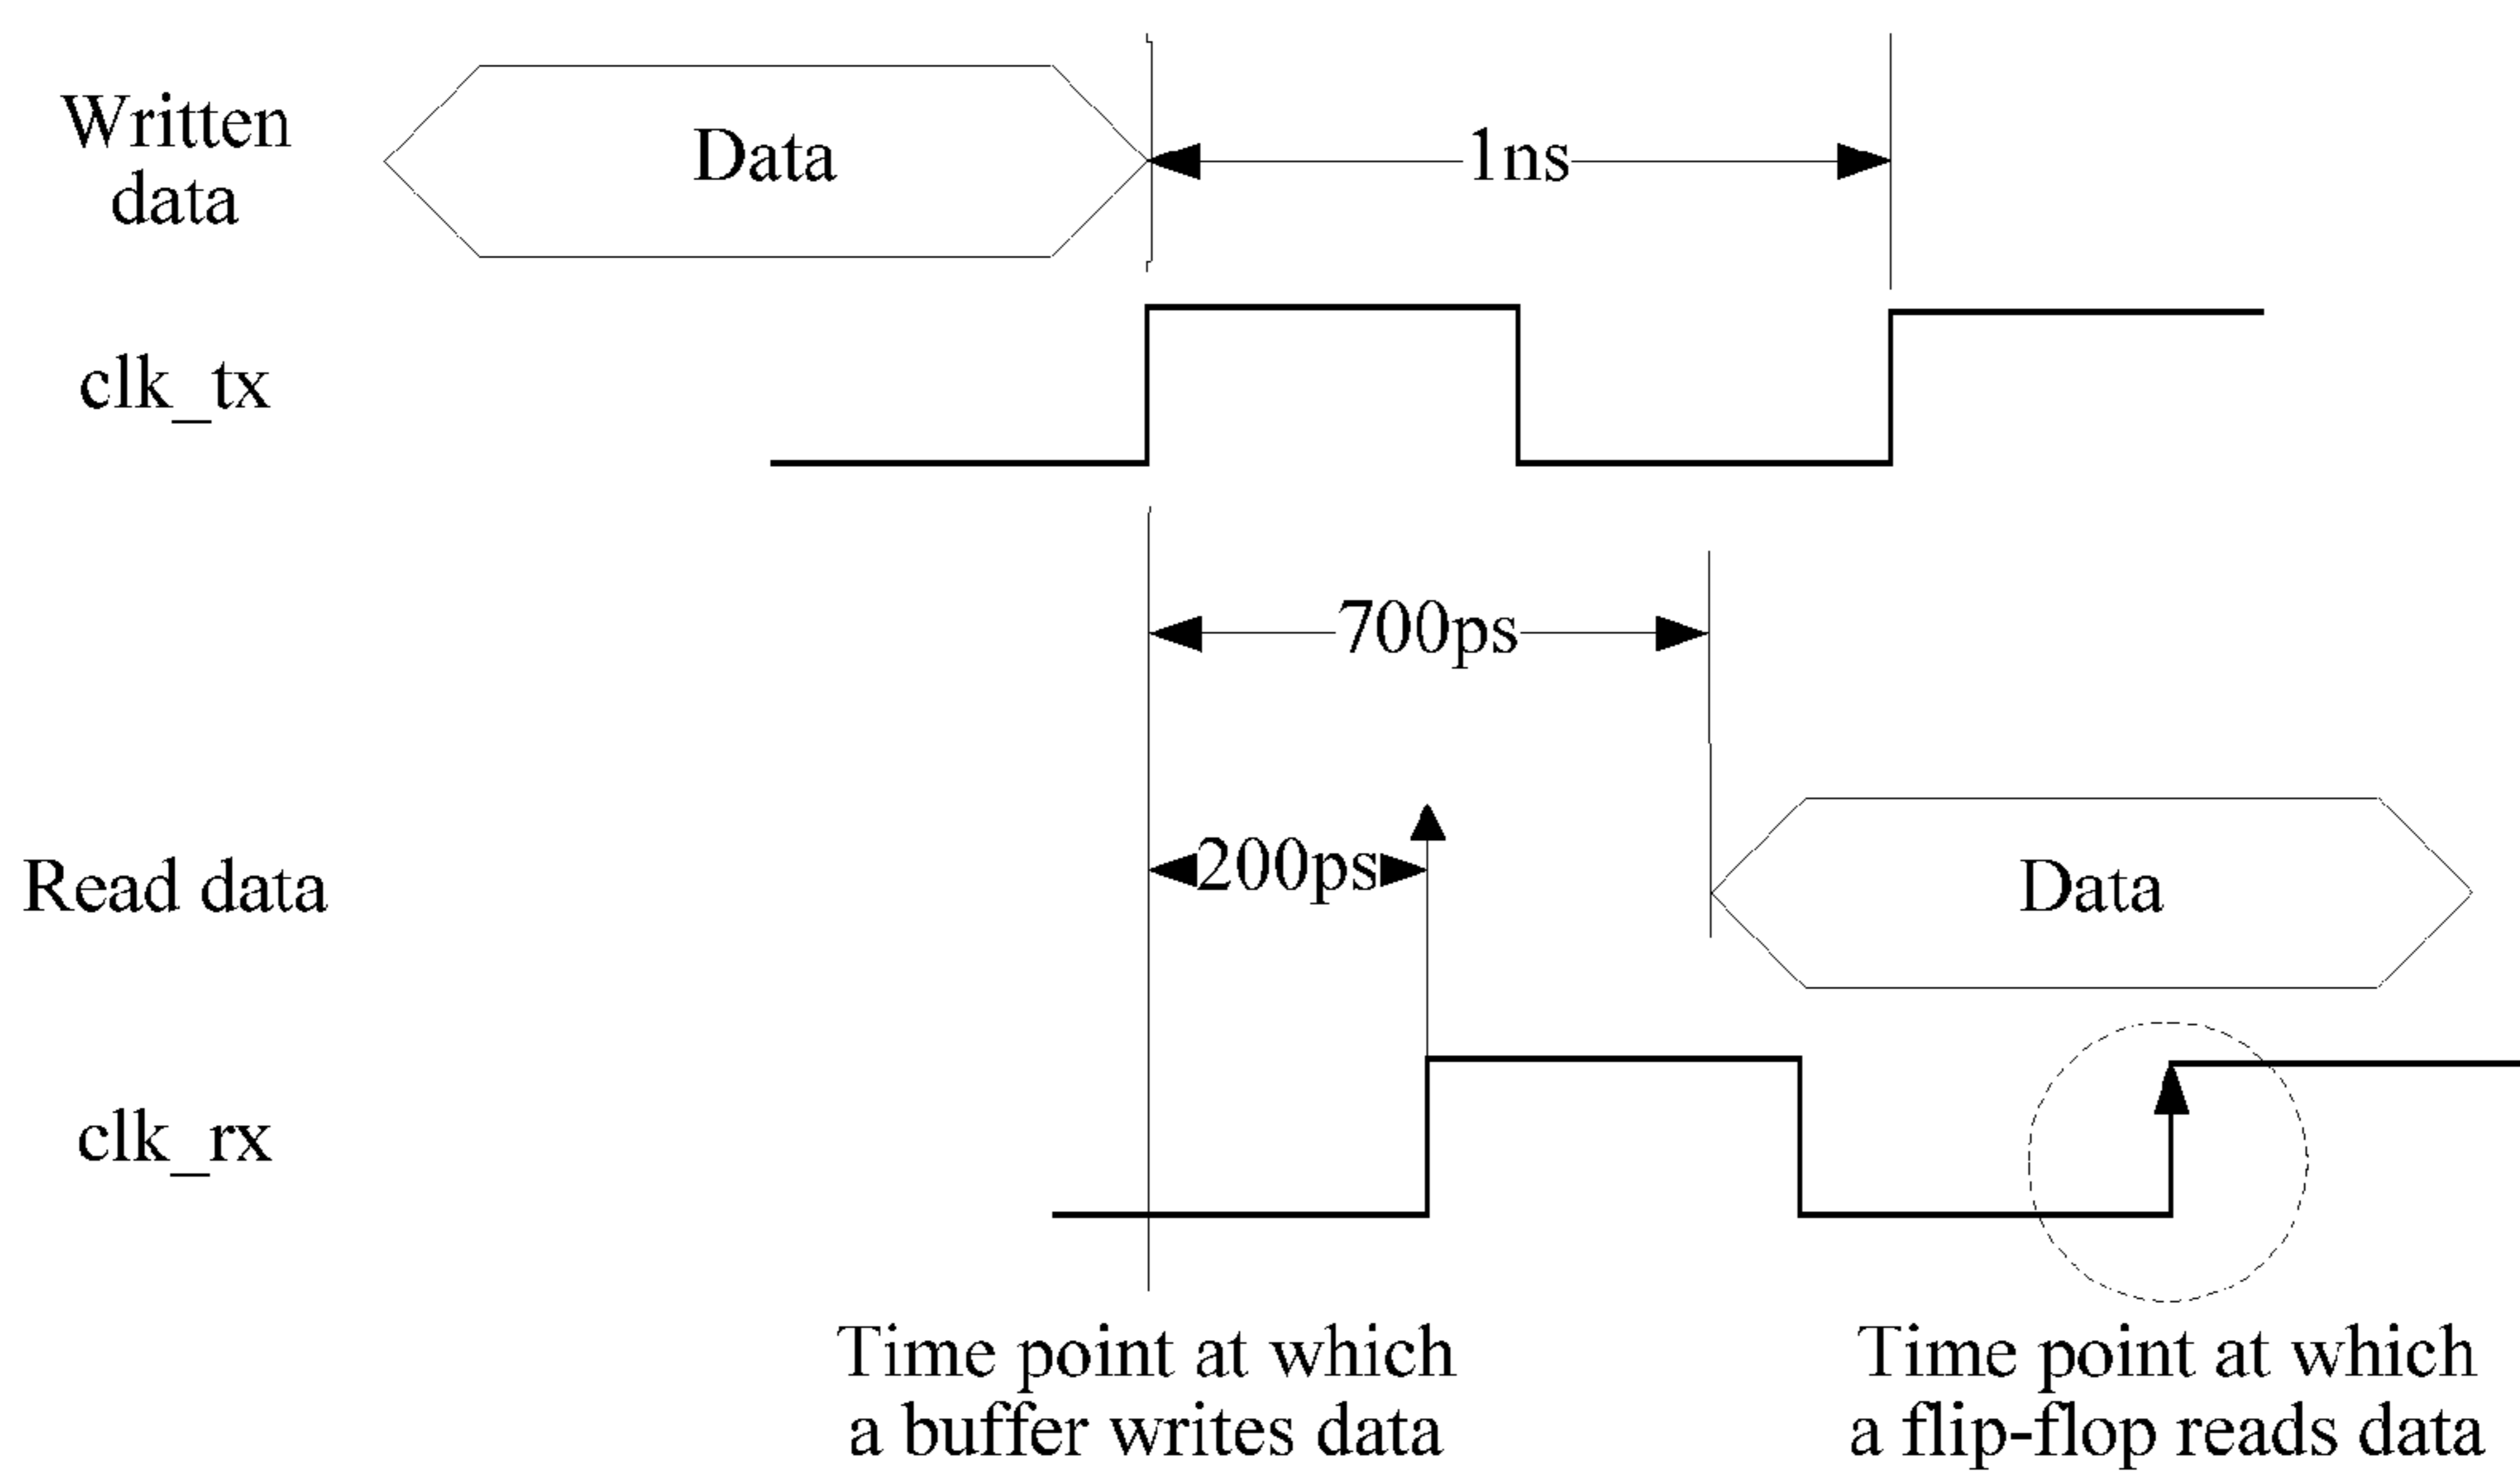 Written
data
Data
1ns
clk_tx
700ps
200ps
Read data
Data
clk_rx
Time point at which
a buffer writes data
Time point at which
a flip-flop reads data